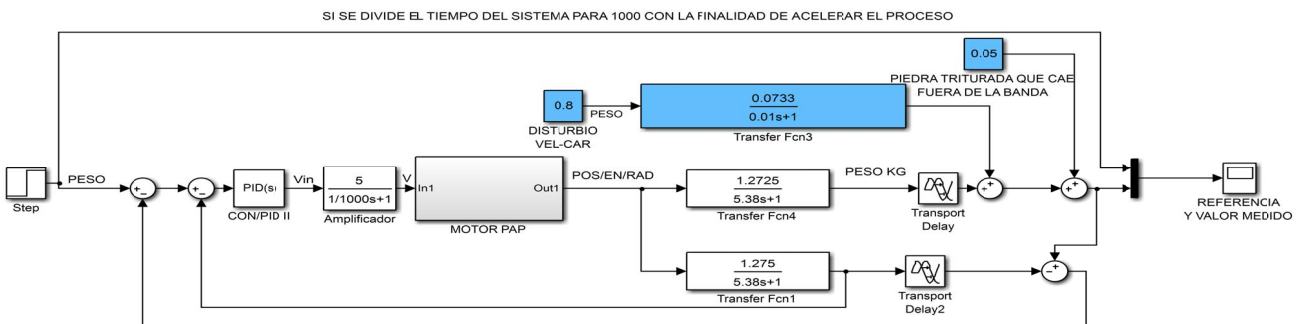 SI SE DIVIDE EL TIEMPO DEL SISTEMA PARA 1000 CON LA FINALIDAD DE ACELERAR EL PROCESO
0.05
PIEDRA TRITURADA QUE CAE
FUERA DE LA BANDA
0.8
PESO
DISTURBIO
VEL-CAR
0.0733
0.01s+1
Transfer Fcn3
Step
PESO
PID(s)
CON/PID II
Vin
5
1/1000s+1
Amplificador
V
In1
Out1
MOTOR PAP
POS/EN/RAD
1.2725
5.38s+1
Transfer Fcn4
PESO KG
Transport
Delay
REFERENCIA
Y VALOR MEDIDO
1.275
5.38s+1
Transfer Fcn1
Transport
Delay2